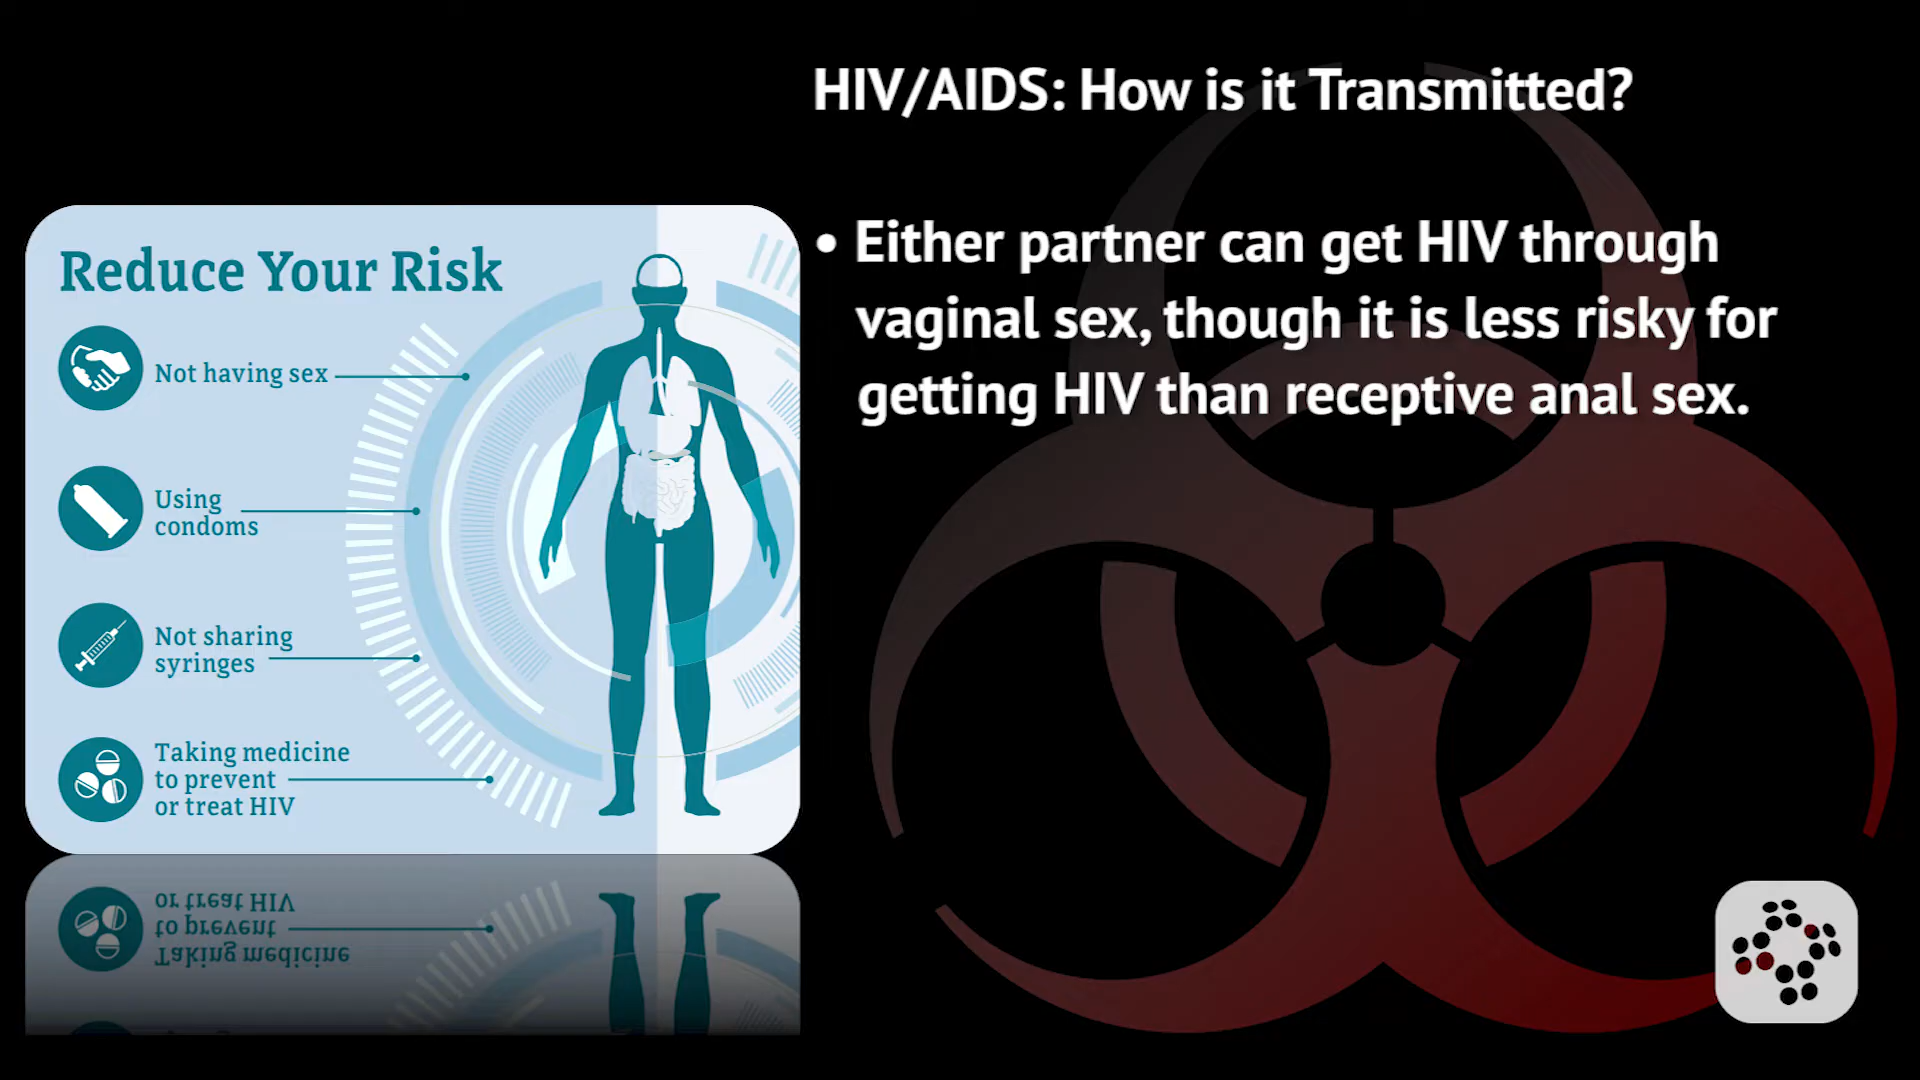 HIV/AIDS: How is it Transmitted?
• Either partner can get HIV through
vaginal sex, though it is less risky for
getting HIV than receptive anal sex.
Reduce Your Risk
Not having sex
Using
condoms
Not sharing
syringes
Taking medicine
to prevent
or treat HIV